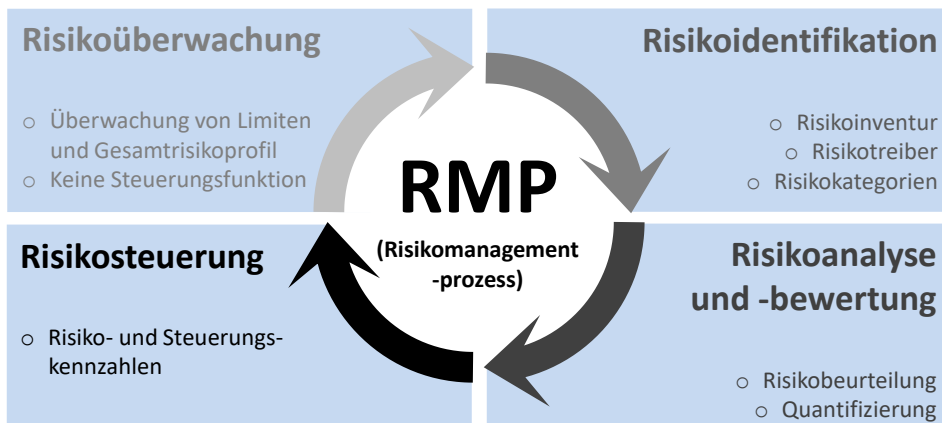 Risikoüberwachung
o Überwachung von Limiten
und Gesamtrisikoprofil
o Keine Steuerungsfunktion
Risikoidentifikation
o Risikoinventur
o Risikotreiber
o Risikokategorien
RMP
(Risikomanagement
-prozess)
Risikosteuerung
o Risiko- und Steuerungs-
kennzahlen
Risikoanalyse
und -bewertung
o Risikobeurteilung
o Quantifizierung